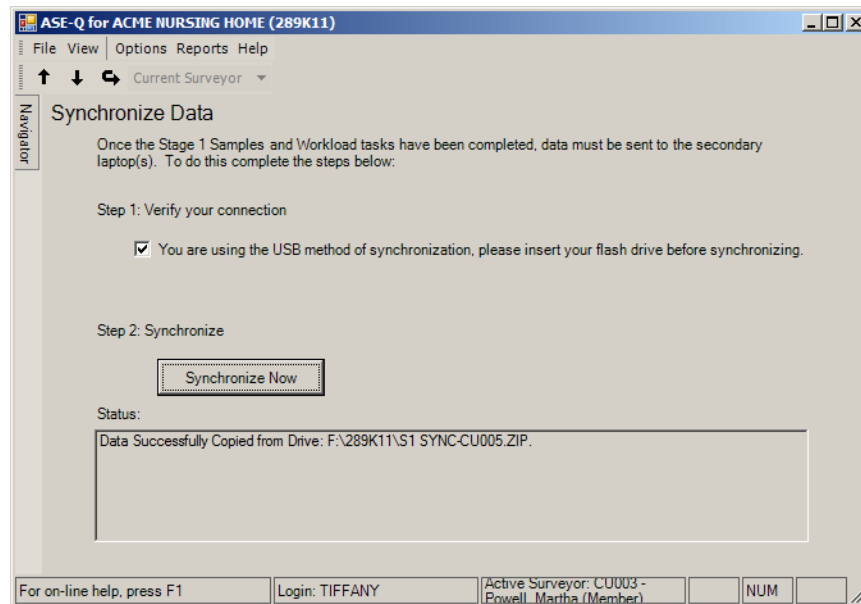 ASE-Q for ACME NURSING HOME (289K11)
File View Options Reports Help
Current Surveyor
Navigator
Synchronize Data
Once the Stage 1 Samples and Workload tasks have been completed, data must be sent to the secondary
laptop(s). To do this complete the steps below:
Step 1: Verify your connection
You are using the USB method of synchronization, please insert your flash drive before synchronizing.
Step 2: Synchronize
Synchronize Now
Status:
Data Successfully Copied from Drive: F:\289K11\S1 SYNC-CU005.ZIP.
For on-line help, press F1
Login: TIFFANY
Active Surveyor: CU003 -
Powell, Martha (Member)
NUM